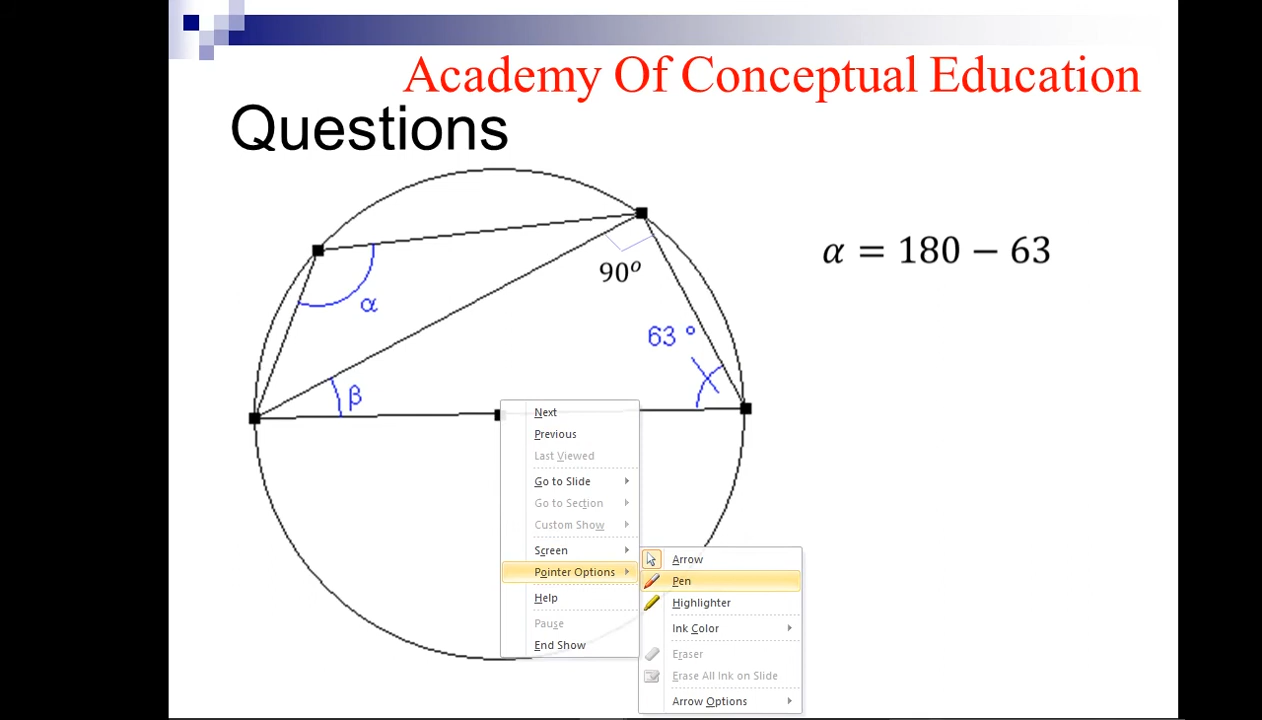 Academy Of Conceptual Education
Questions
α = 180 − 63
90o
α
63 °
β
Next
Previous
Last Viewed
Go to Slide
Go to Section
Custom Show
Screen
Pointer Options
Help
Pause
End Show
Arrow
Pen
Highlighter
Ink Color
Eraser
Erase All Ink on Slide
Arrow Options